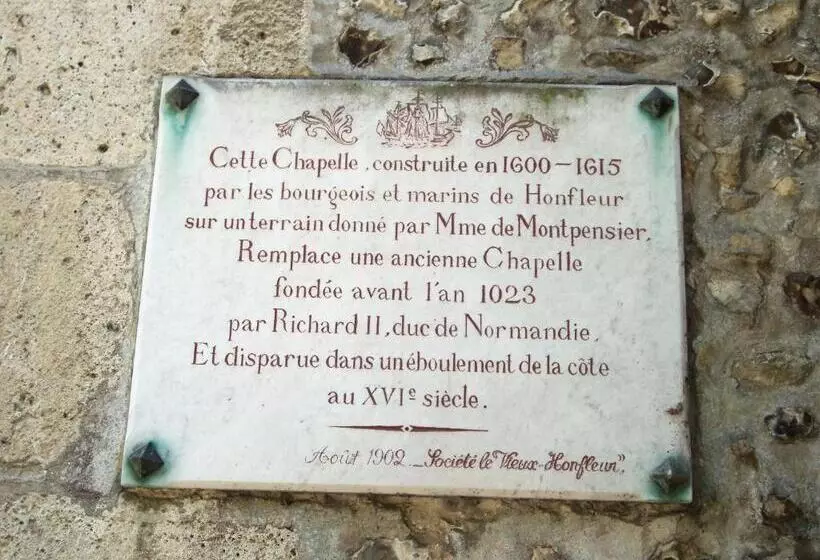 Cette Chapelle, construite en 1600-1615
par les bourgeois et marins de Honfleur
sur un terrain donné par Mme de Montpensier.
Remplace une ancienne Chapelle
fondée avant l'an 1023
par Richard II, duc de Normandie.
Et disparue dans un éboulement de la côte
au XVIe siècle.
Août 1902._Société le "Vieux-Honfleur".